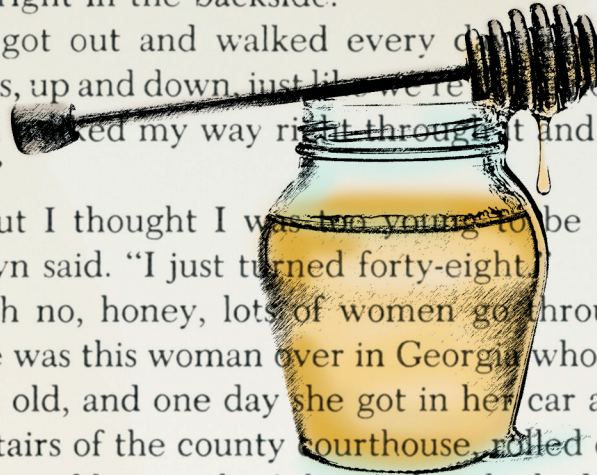 right in the backside.
got out and walked every
s, up and down, just like we're
ked my way right through it and
ut I thought I was too young to be
yn said. "I just turned forty-eight."
h no, honey, lots of women go throu
e was this woman over in Georgia who
old, and one day she got in her car a
tairs of the county courthouse, rolled